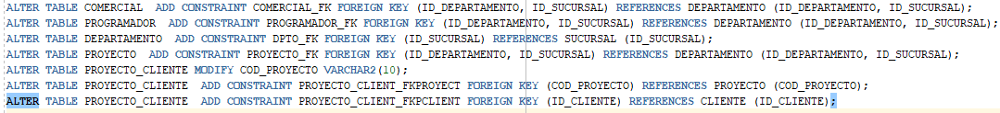 ALTER TABLE COMERCIAL  ADD CONSTRAINT COMERCIAL_FK FOREIGN KEY (ID_DEPARTAMENTO, ID_SUCURSAL) REFERENCES DEPARTAMENTO (ID_DEPARTAMENTO, ID_SUCURSAL);
ALTER TABLE PROGRAMADOR  ADD CONSTRAINT PROGRAMADOR_FK FOREIGN KEY (ID_DEPARTAMENTO, ID_SUCURSAL) REFERENCES DEPARTAMENTO (ID_DEPARTAMENTO, ID_SUCURSAL);
ALTER TABLE DEPARTAMENTO  ADD CONSTRAINT DPTO_FK FOREIGN KEY (ID_SUCURSAL) REFERENCES SUCURSAL (ID_SUCURSAL);
ALTER TABLE PROYECTO  ADD CONSTRAINT PROYECTO_FK FOREIGN KEY (ID_DEPARTAMENTO, ID_SUCURSAL) REFERENCES DEPARTAMENTO (ID_DEPARTAMENTO, ID_SUCURSAL);
ALTER TABLE PROYECTO_CLIENTE MODIFY COD_PROYECTO VARCHAR2(10);
ALTER TABLE PROYECTO_CLIENTE  ADD CONSTRAINT PROYECTO_CLIENT_FKPROJECT FOREIGN KEY (COD_PROYECTO) REFERENCES PROYECTO (COD_PROYECTO);
ALTER TABLE PROYECTO_CLIENTE  ADD CONSTRAINT PROYECTO_CLIENT_FKPCLIENT FOREIGN KEY (ID_CLIENTE) REFERENCES CLIENTE (ID_CLIENTE);